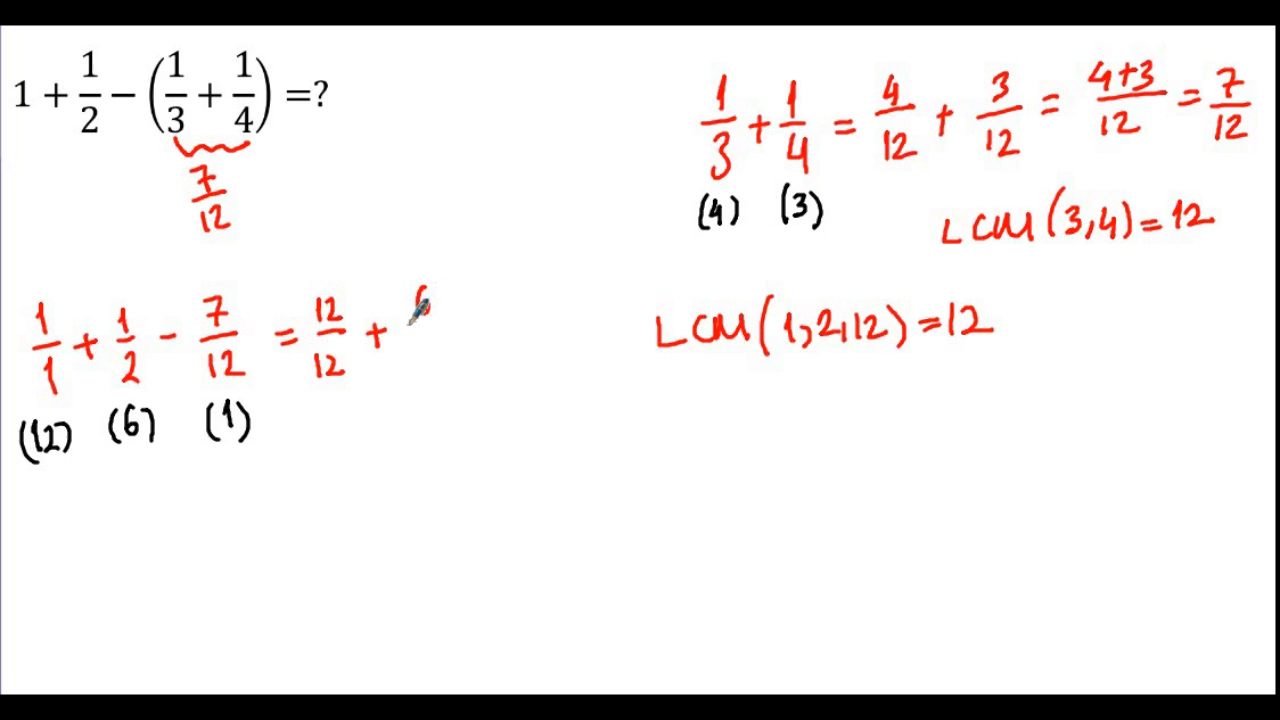 1 + 1/2 − (1/3 + 1/4) =?
7/12
1/3 + 1/4 = 4/12 + 3/12 = 4+3/12 = 7/12
(4) (3)
LCM(3,4)=12
1/1 + 1/2 − 7/12 = 12/12 +
(12) (6) (1)
LCM(1,2,12)=12